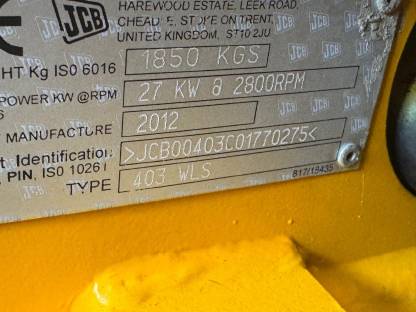 HAREWOOD ESTATE, LEEK ROAD,
JCB
CHEADLE, STOKE ON TRENT,
UNITED KINGDOM, ST10 2JU
HT Kg ISO 6016 1850 KGS
POWER KW @RPM 27 KW @ 2800RPM
MANUFACTURE 2012
t. Identification >JCB00403C01770275<
PIN, ISO 10261
TYPE 403 WLS
817/19435